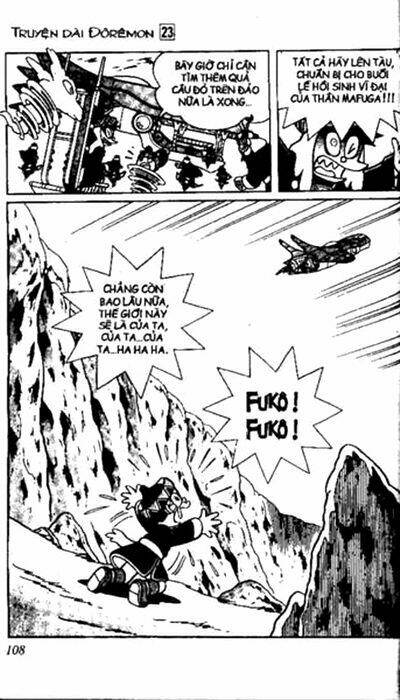 TRUYỆN DÀI ĐÔRÊMON 23
BÂY GIỜ CHỈ CẦN
TÌM THÊM QUẢ
CẦU ĐỎ TRÊN ĐẢO
NỮA LÀ XONG...
TẤT CẢ HÃY LÊN TÀU,
CHUẨN BỊ CHO BUỔI
LỄ HỒI SINH VĨ ĐẠI
CỦA THẦN MAFUGA!!!
CHẲNG CÒN
BAO LÂU NỮA,
THẾ GIỚI NÀY
SẼ LÀ CỦA TA,
CỦA TA...CỦA
TA...HA HA HA.
FUKÔ!
FUKÔ!
108